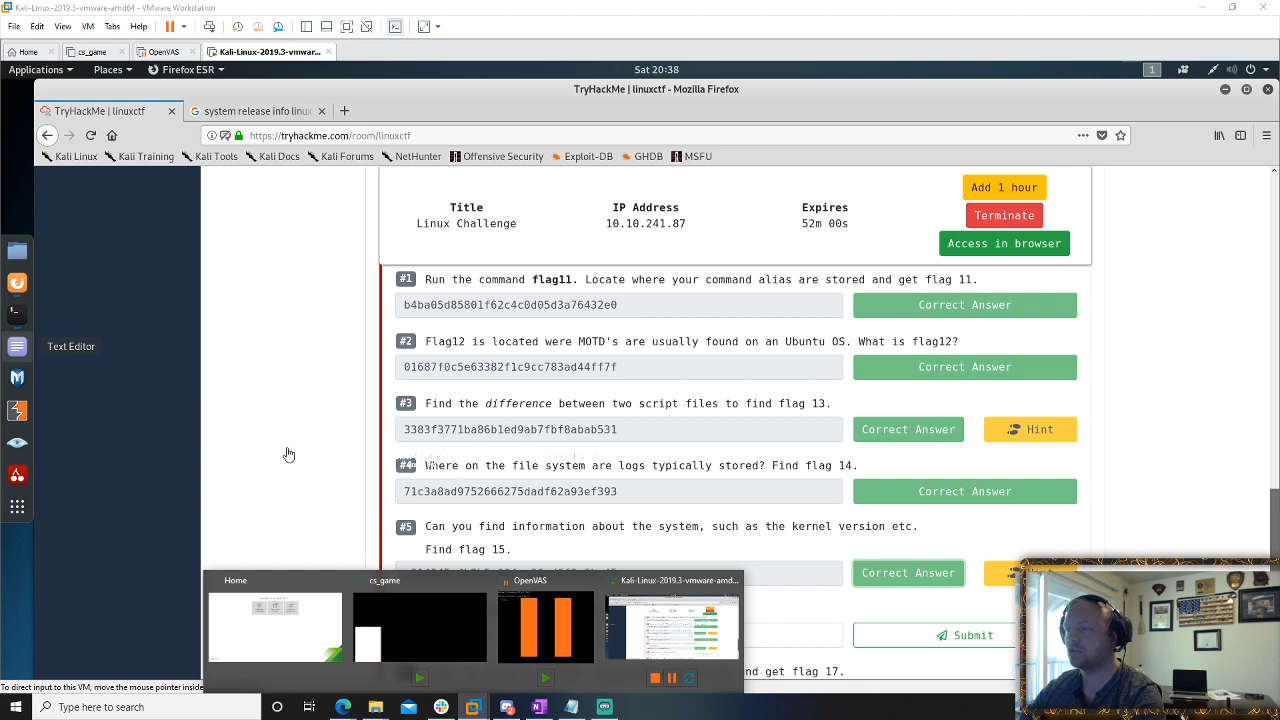 Kali-Linux-2019.3-vmware-amd64 - VMware Workstation
File Edit View VM Tabs Help
Home cs_game OpenVAS Kali-Linux-2019.3-vmwar...
Applications Places Firefox ESR Sat 20:38 1
TryHackMe | linuxctf - Mozilla Firefox
TryHackMe | linuxctf system release info linux
https://tryhackme.com/room/linuxctf
Kali Linux Kali Training Kali Tools Kali Docs Kali Forums NetHunter Offensive Security Exploit-DB GHDB MSFU
Add 1 hour
Title IP Address Expires
Terminate
Linux Challenge 10.10.241.87 52m 00s
Access in browser
#1 Run the command flag11. Locate where your command alias are stored and get flag 11.
b4ba05d85801f62c4c0d05d3a76432e0 Correct Answer
Text Editor
#2 Flag12 is located were MOTD's are usually found on an Ubuntu OS. What is flag12?
01687f0c5e63382f1c9cc783ad44ff7f Correct Answer
#3 Find the difference between two script files to find flag 13.
3383f3771ba86b1ed9ab7fbf8abab531 Correct Answer Hint
#4 Where on the file system are logs typically stored? Find flag 14.
71c3a8ad9752666275dadf62a93ef393 Correct Answer
#5 Can you find information about the system, such as the kernel version etc.
Find flag 15.
Correct Answer
Home cs_game OpenVAS Kali-Linux-2019.3-vmware-amd...
Submit
nd get flag 17.
To direct input to this VM, move the mouse pointer inside
Type here to search